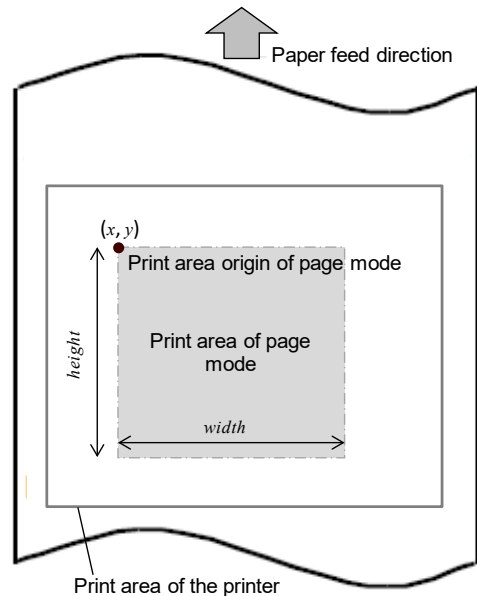 Paper feed direction
(x, y)
Print area origin of page mode
height
Print area of page
mode
width
Print area of the printer